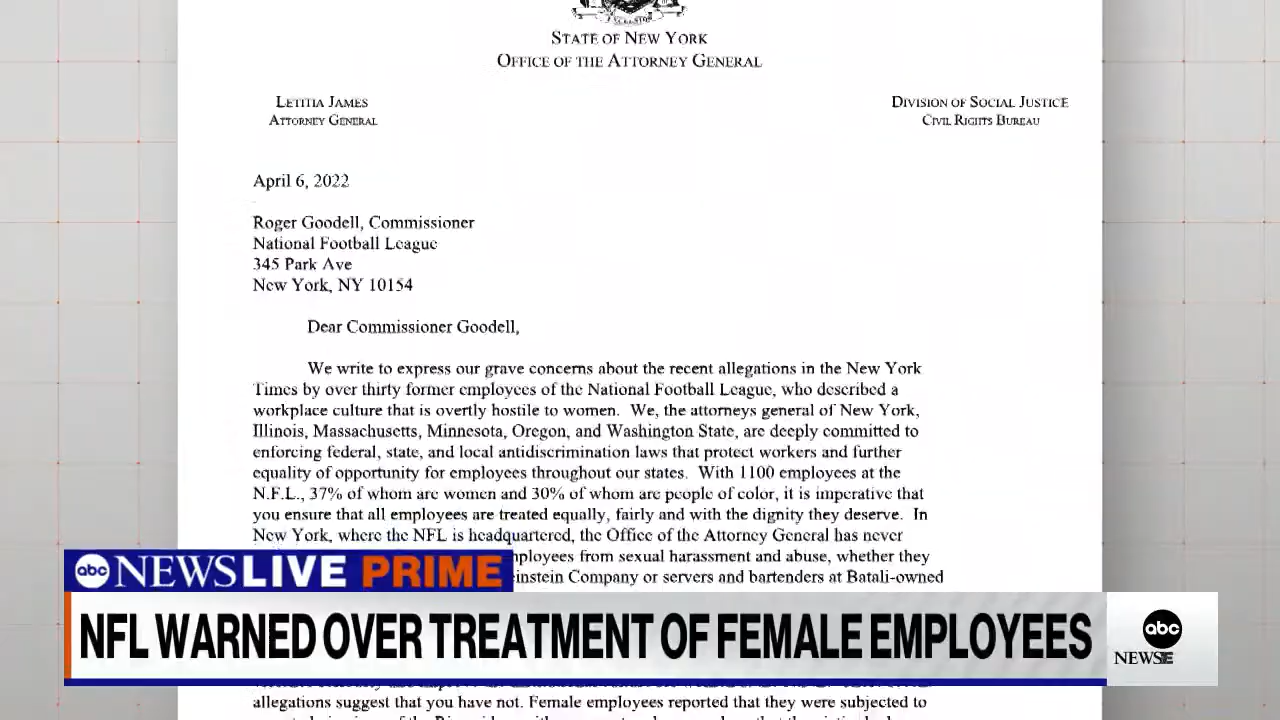 EXCELSIOR
STATE OF NEW YORK
OFFICE OF THE ATTORNEY GENERAL
LETITIA JAMES
ATTORNEY GENERAL
DIVISION OF SOCIAL JUSTICE
CIVIL RIGHTS BUREAU
April 6, 2022
Roger Goodell, Commissioner
National Football League
345 Park Ave
New York, NY 10154
Dear Commissioner Goodell,
We write to express our grave concerns about the recent allegations in the New York
Times by over thirty former employees of the National Football League, who described a
workplace culture that is overtly hostile to women. We, the attorneys general of New York,
Illinois, Massachusetts, Minnesota, Oregon, and Washington State, are deeply committed to
enforcing federal, state, and local antidiscrimination laws that protect workers and further
equality of opportunity for employees throughout our states. With 1100 employees at the
N.F.L., 37% of whom are women and 30% of whom are people of color, it is imperative that
you ensure that all employees are treated equally, fairly and with the dignity they deserve. In
New York, where the NFL is headquartered, the Office of the Attorney General has never
mployees from sexual harassment and abuse, whether they
einstein Company or servers and bartenders at Batali-owned
abc NEWS LIVE PRIME
NFL WARNED OVER TREATMENT OF FEMALE EMPLOYEES
abc
NEWS
allegations suggest that you have not. Female employees reported that they were subjected to